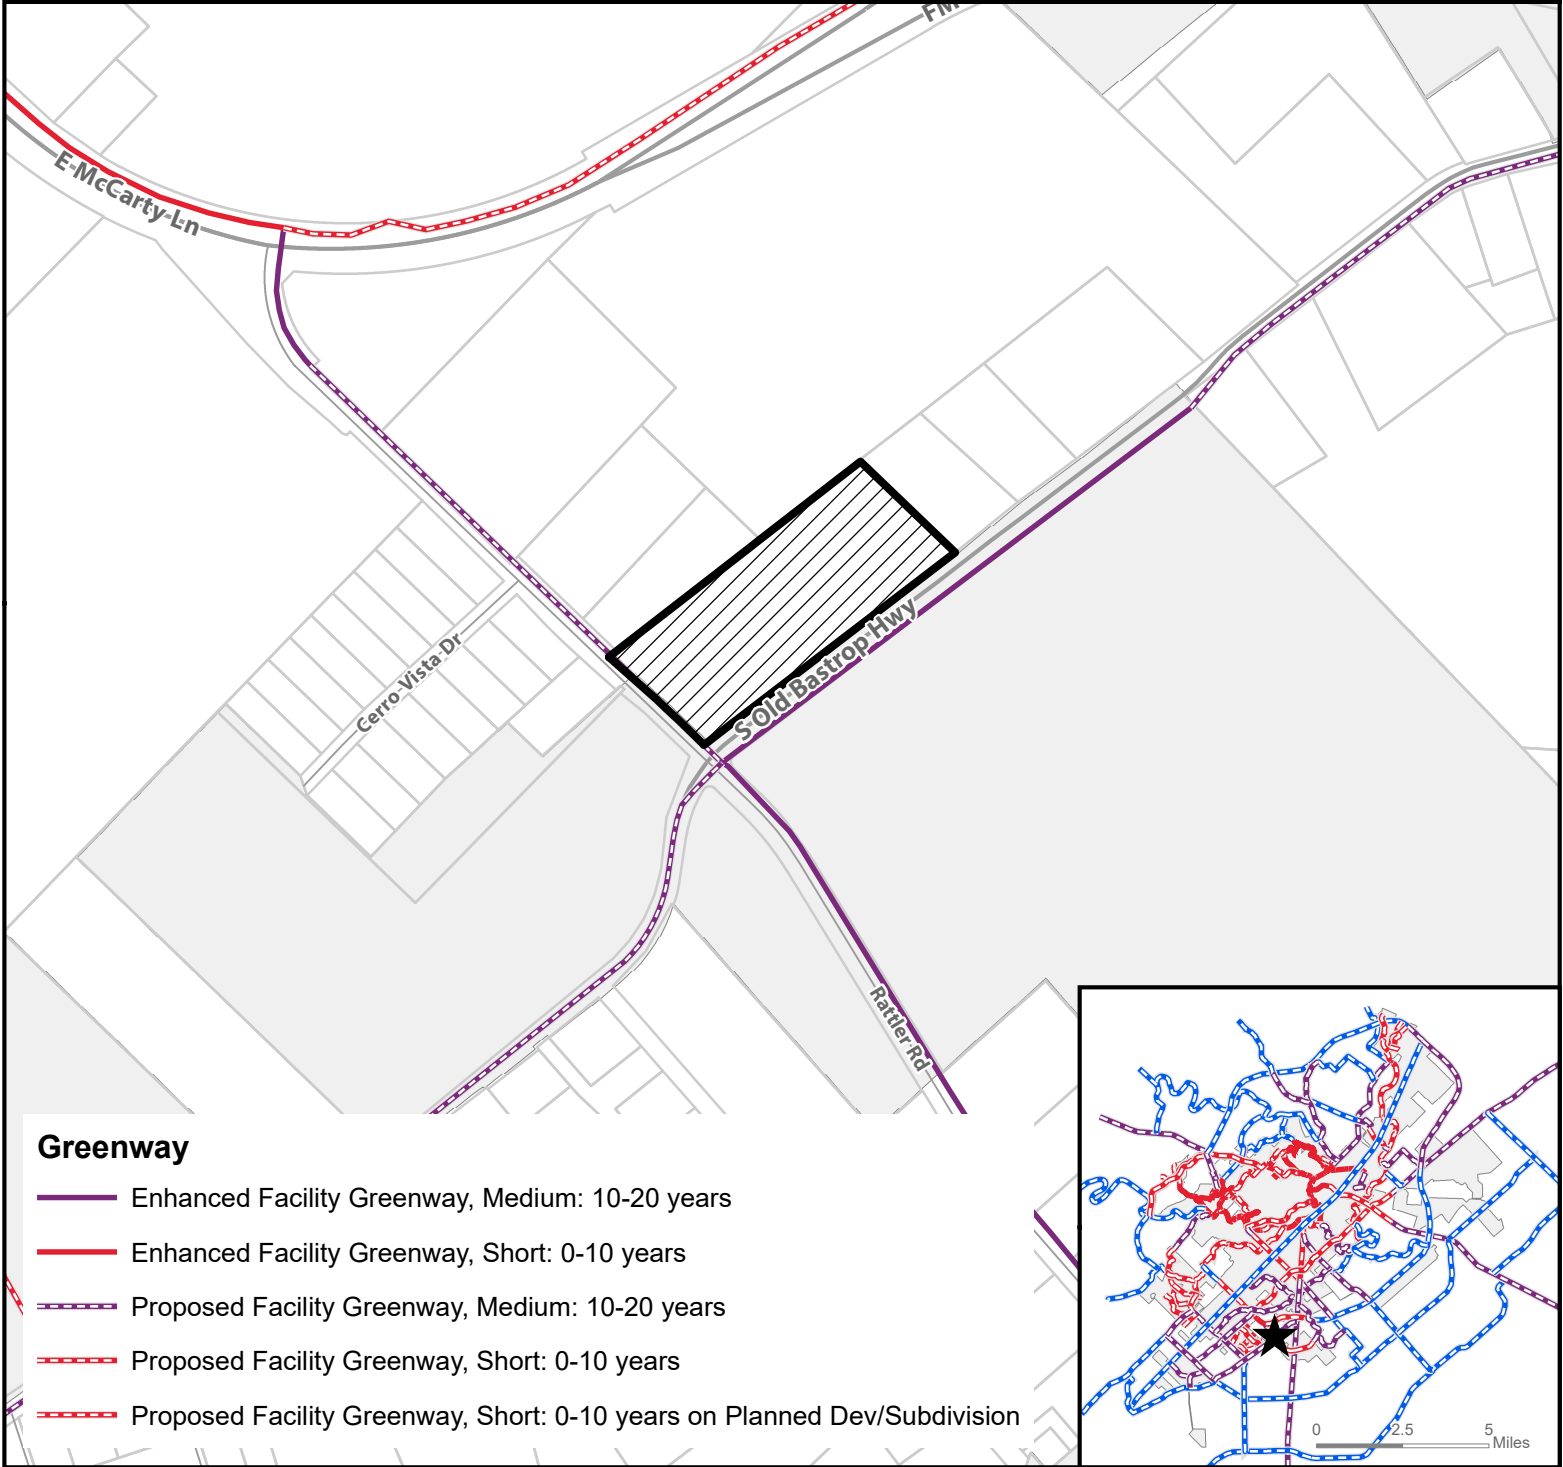 FM
E McCarty Ln
Cerro Vista Dr
S Old Bastrop Hwy
Rattler Rd
Greenway
Enhanced Facility Greenway, Medium: 10-20 years
Enhanced Facility Greenway, Short: 0-10 years
Proposed Facility Greenway, Medium: 10-20 years
Proposed Facility Greenway, Short: 0-10 years
Proposed Facility Greenway, Short: 0-10 years on Planned Dev/Subdivision
0 2.5 5
Miles